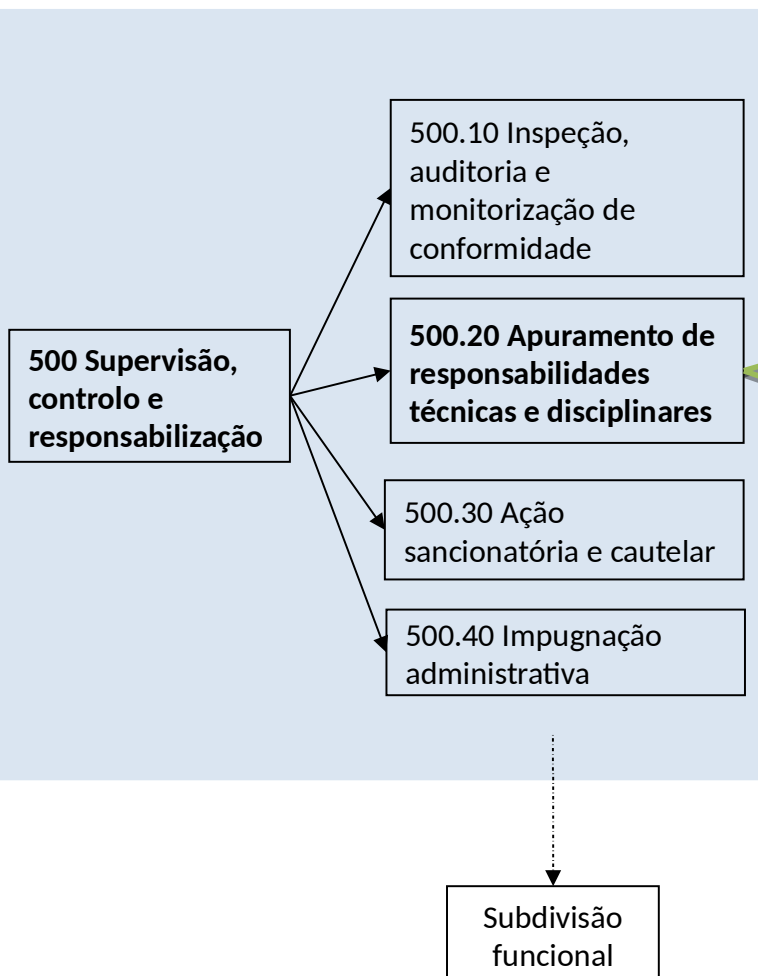 500.10 Inspeção,
auditoria e
monitorização de
conformidade
500 Supervisão,
controlo e
responsabilização
500.20 Apuramento de
responsabilidades
técnicas e disciplinares
500.30 Ação
sancionatória e cautelar
500.40 Impugnação
administrativa
Subdivisão
funcional